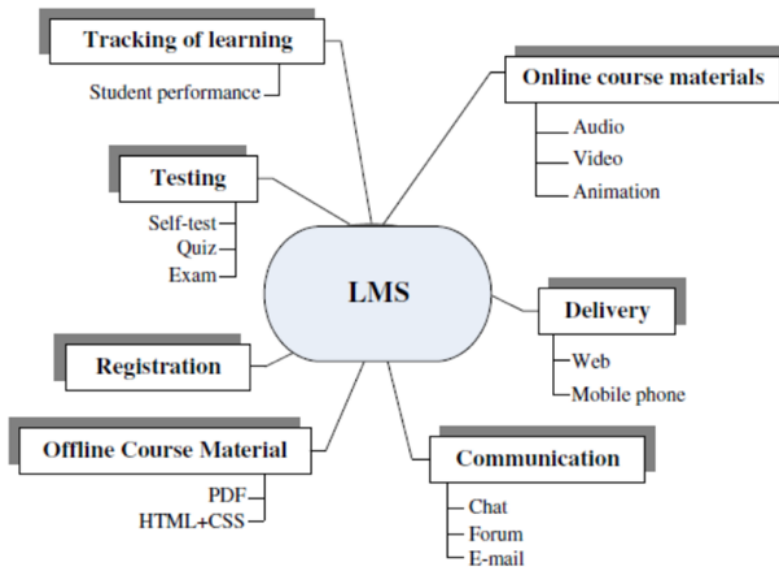 Tracking of learning
Student performance
Online course materials
Audio
Video
Animation
Testing
Self-test
Quiz
Exam
LMS
Delivery
Web
Mobile phone
Registration
Offline Course Material
PDF
HTML+CSS
Communication
Chat
Forum
E-mail